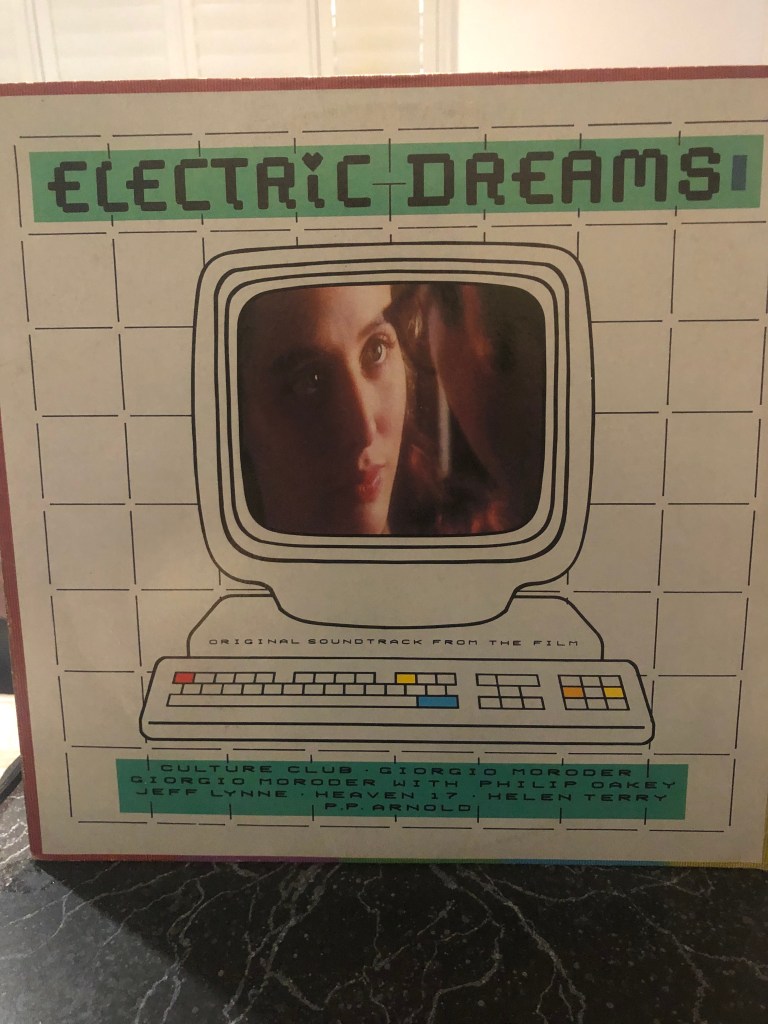 ELECTRiC DREAMS
ORIGINAL SOUNDTRACK FROM THE FILM
CULTURE CLUB · GIORGIO MORODER
GIORGIO MORODER WITH PHILIP OAKEY
JEFF LYNNE · HEAVEN 17 · HELEN TERRY
P.P. ARNOLD